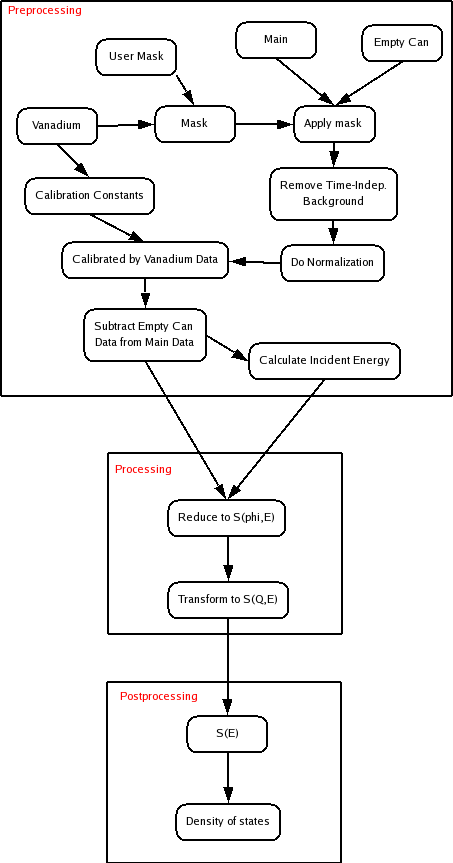 Preprocessing
Main
Empty Can
User Mask
Vanadium
Mask
Apply mask
Calibration Constants
Remove Time-Indep.
Background
Calibrated by Vanadium Data
Do Normalization
Subtract Empty Can
Data from Main Data
Calculate Incident Energy
Processing
Reduce to S(phi,E)
Transform to S(Q,E)
Postprocessing
S(E)
Density of states